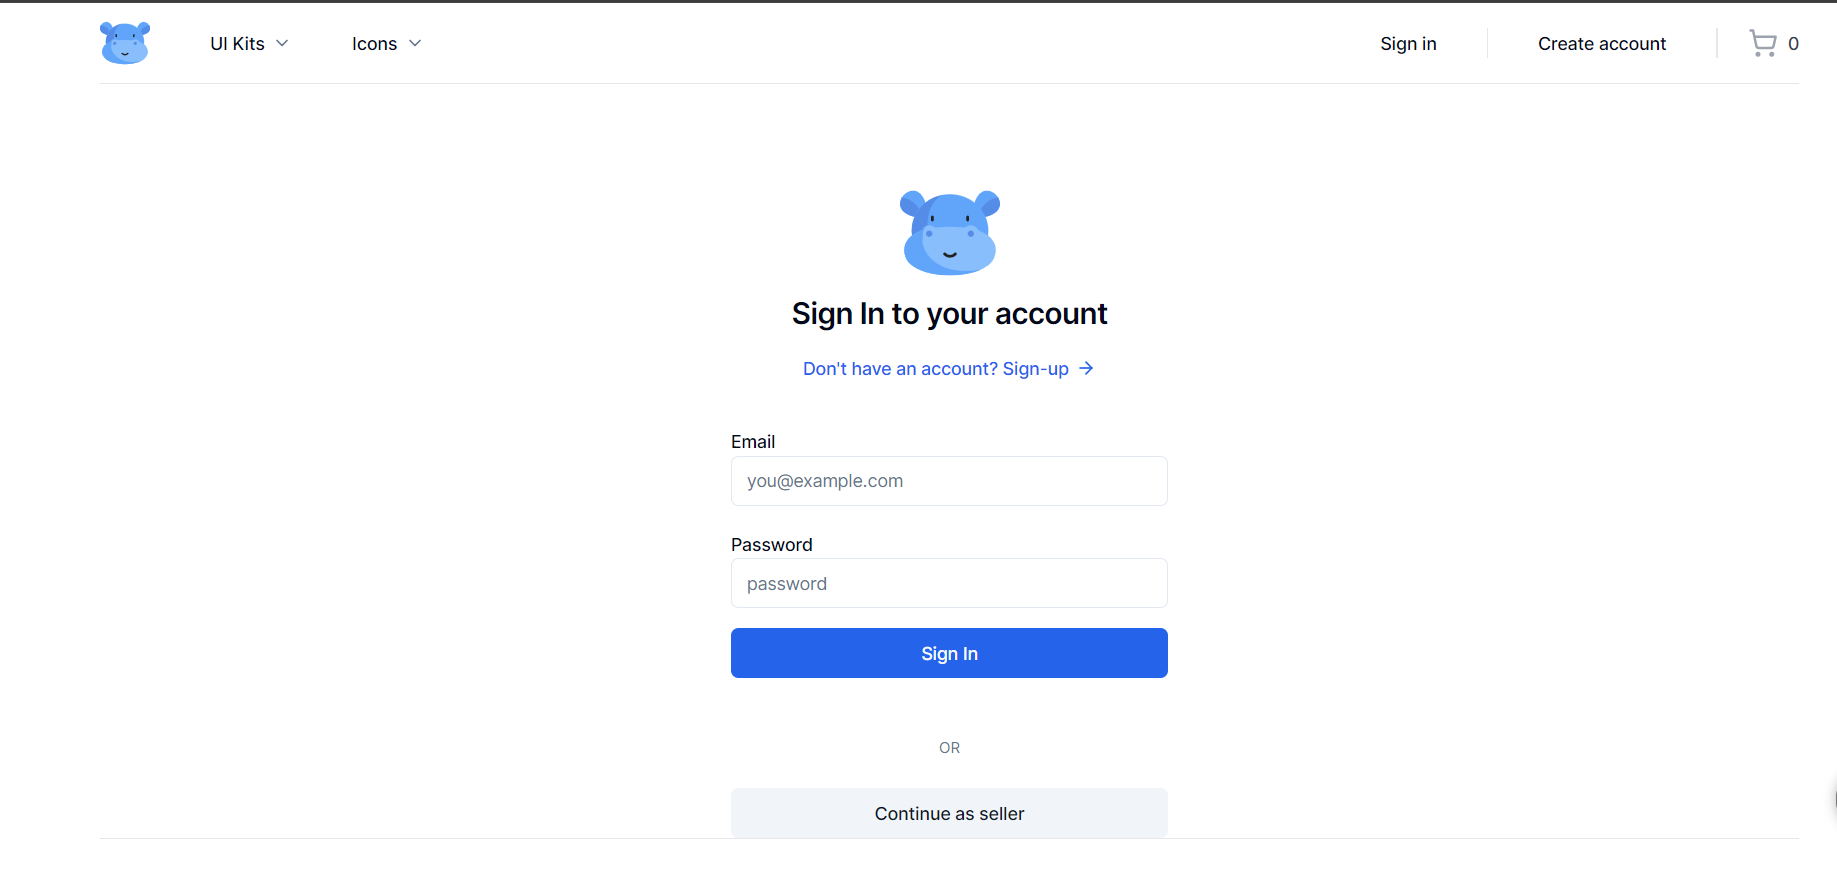 UI Kits Icons Sign in Create account 0
Sign In to your account
Don't have an account? Sign-up
Email
you@example.com
Password
password
Sign In
OR
Continue as seller